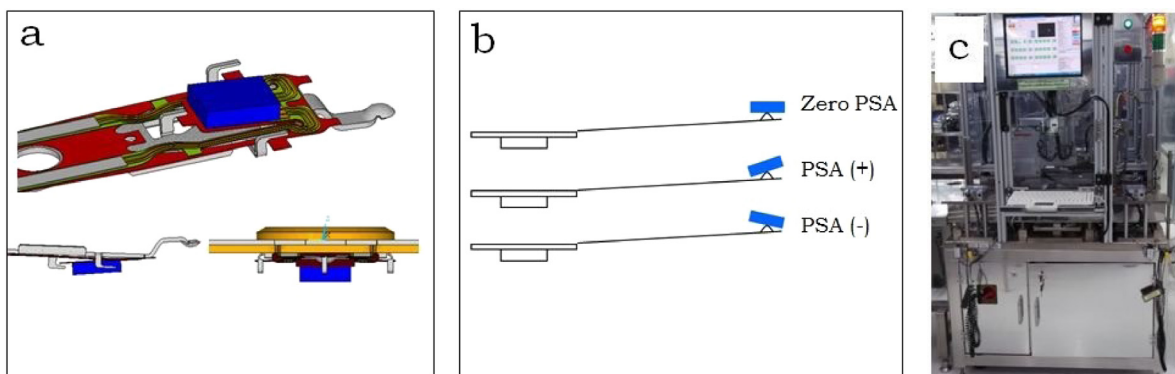 a
b
Zero PSA
PSA (+)
PSA (-)
c